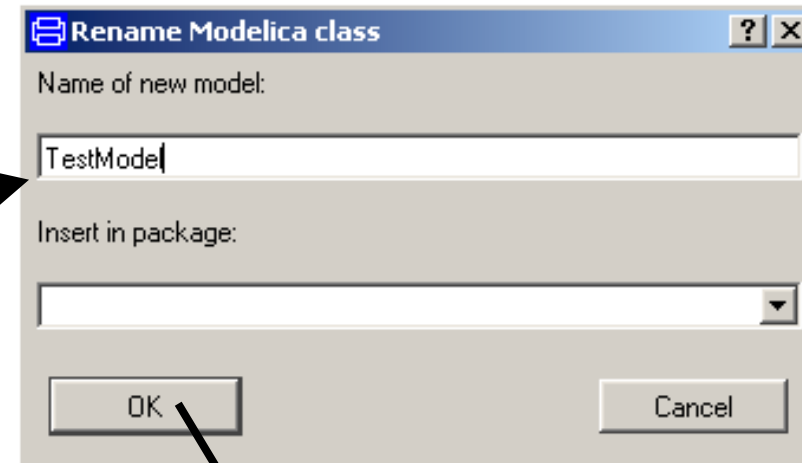 Rename Modelica class
Name of new model:
TestModel
Insert in package:
OK
Cancel